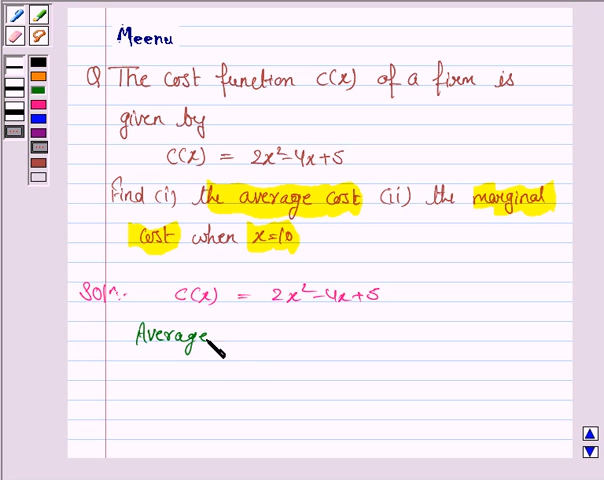 Meenu
Q The cost function C(x) of a firm is
given by
C(x) = 2x²-4x+5
Find (i) the average cost (ii) the marginal
cost when x=10
Soln:- C(x) = 2x²-4x+5
Average